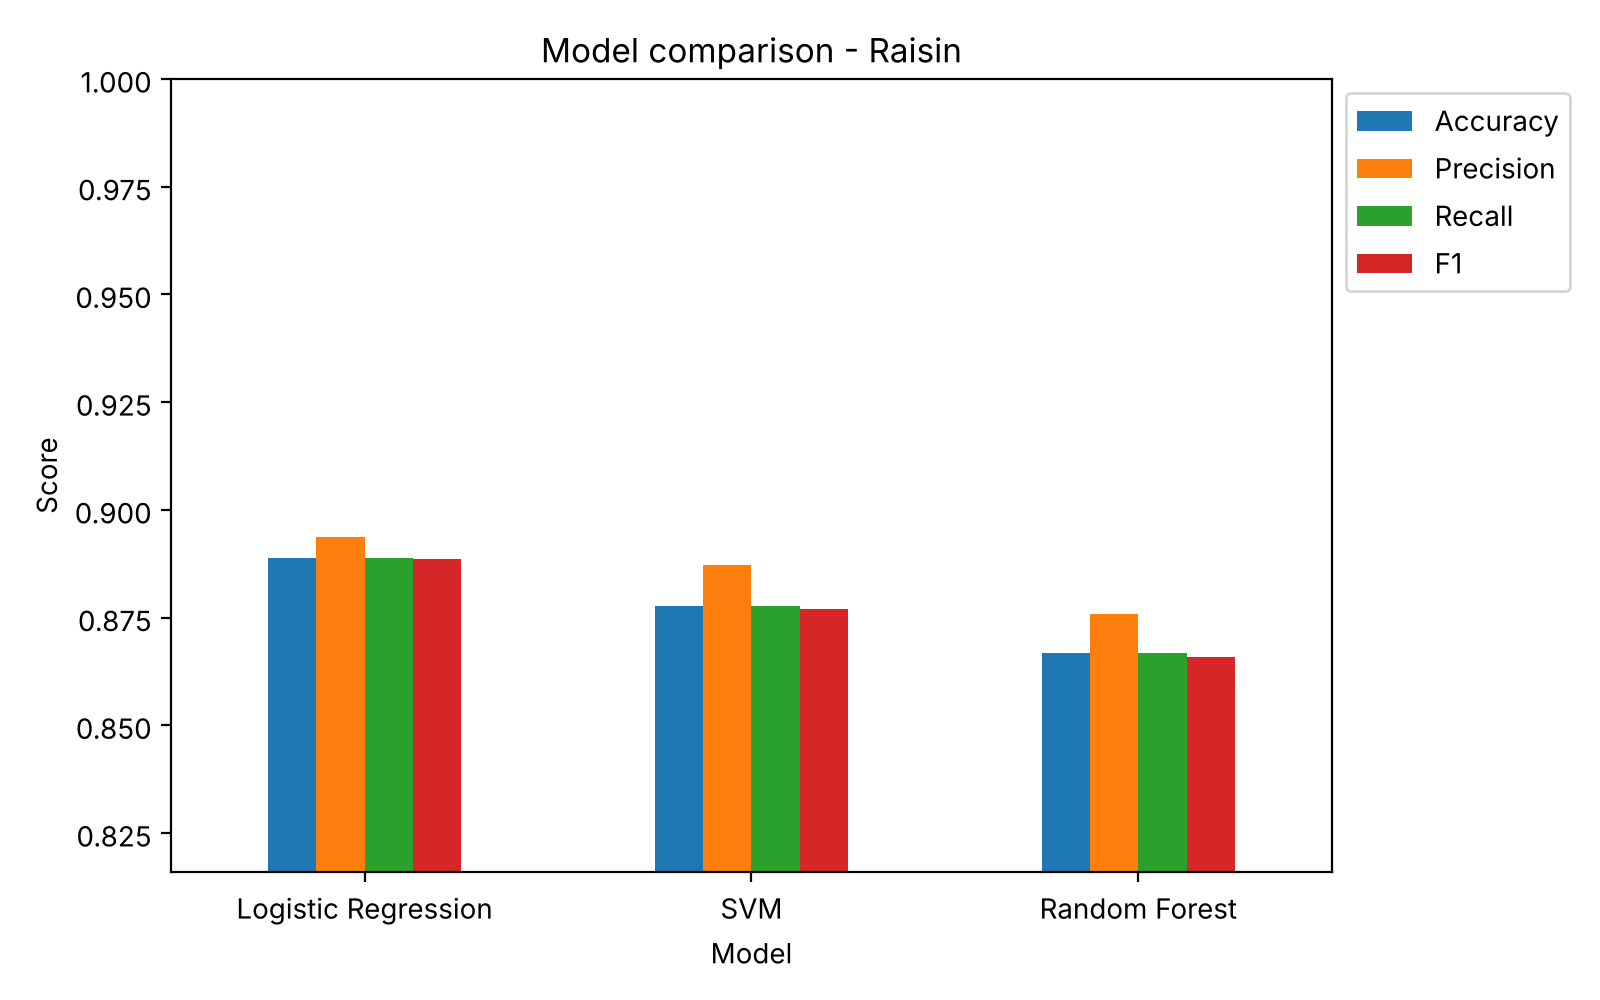 Model comparison - Raisin
1.000
0.975
0.950
0.925
0.900
0.875
0.850
0.825
Score
Logistic Regression
SVM
Random Forest
Model
Accuracy
Precision
Recall
F1